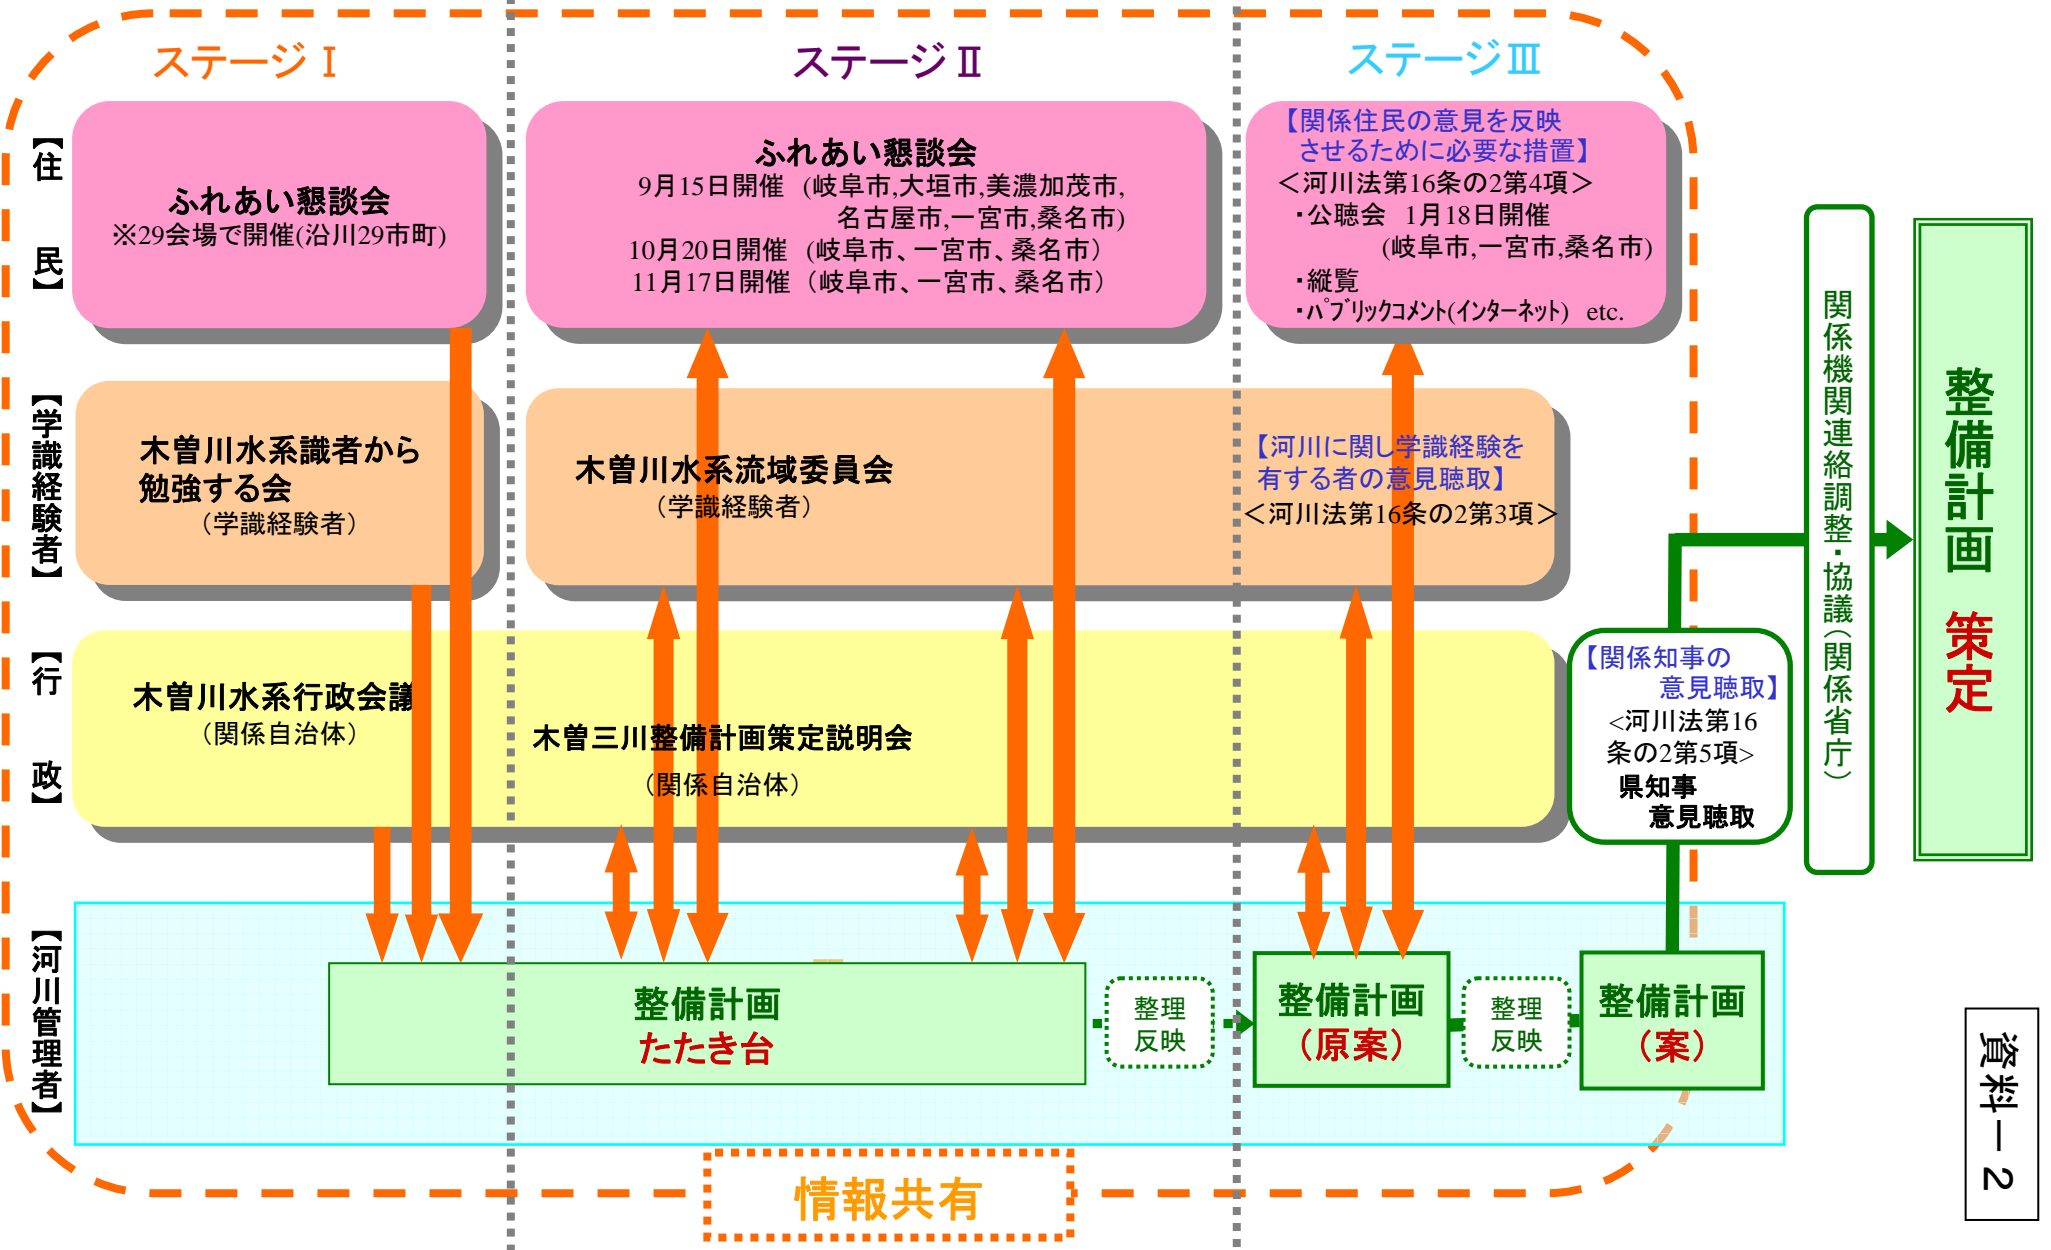 ステージⅠ
ステージⅡ
ステージⅢ
【住民】
ふれあい懇談会
※29会場で開催(沿川29市町)
ふれあい懇談会
9月15日開催 (岐阜市,大垣市,美濃加茂市,
名古屋市,一宮市,桑名市)
10月20日開催 (岐阜市、一宮市、桑名市)
11月17日開催 (岐阜市、一宮市、桑名市)
【関係住民の意見を反映
させるために必要な措置】
＜河川法第16条の2第4項＞
・公聴会 1月18日開催
(岐阜市,一宮市,桑名市)
・縦覧
・ﾊﾟﾌﾞﾘｯｸｺﾒﾝﾄ(ｲﾝﾀｰﾈｯﾄ) etc.
【学識経験者】
木曽川水系識者から
勉強する会
（学識経験者）
木曽川水系流域委員会
（学識経験者）
【河川に関し学識経験を
有する者の意見聴取】
＜河川法第16条の2第3項＞
【行政】
木曽川水系行政会議
（関係自治体）
木曽三川整備計画策定説明会
（関係自治体）
【関係知事の
意見聴取】
<河川法第16
条の2第5項>
県知事
意見聴取
関係機関連絡調整・協議（関係省庁）
整備計画 策定
【河川管理者】
整備計画
たたき台
整理
反映
整備計画
（原案）
整理
反映
整備計画
（案）
情報共有
資料－2